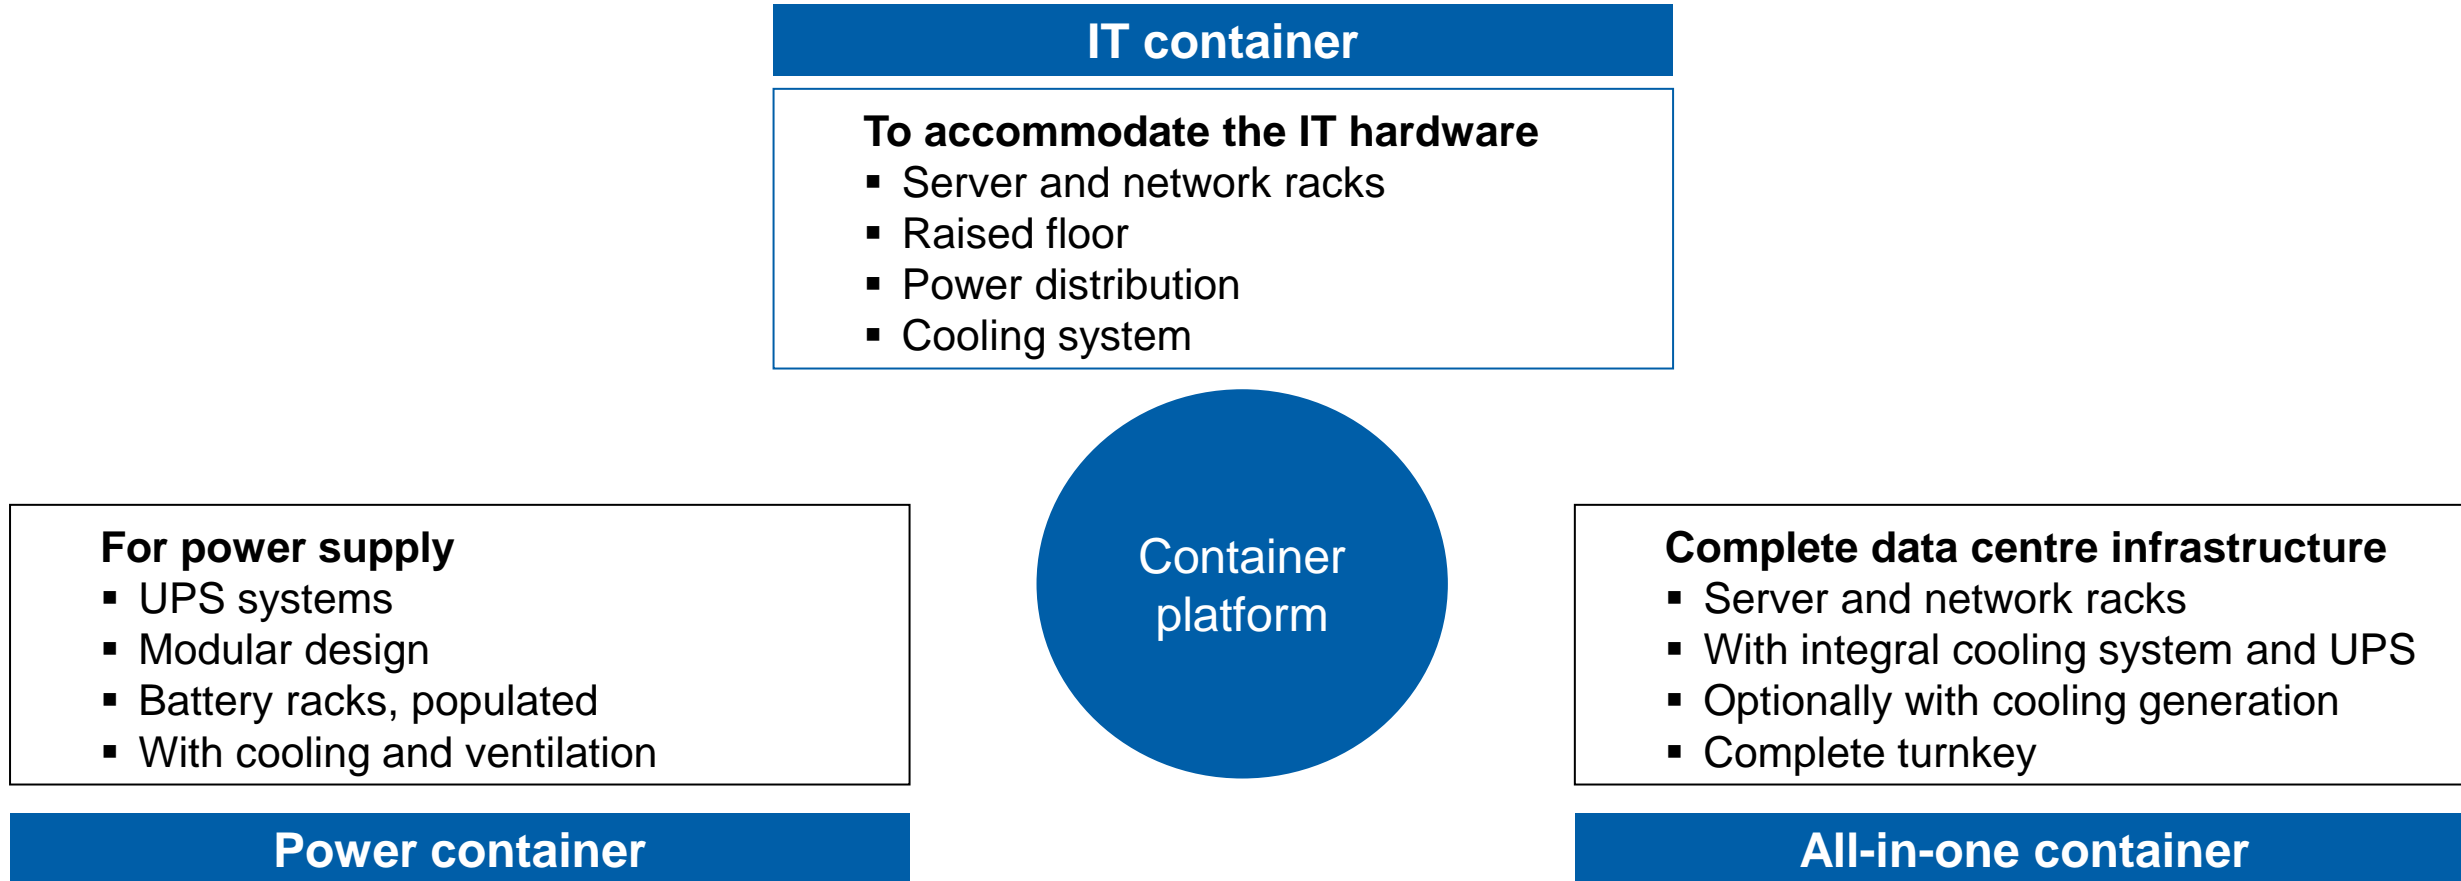 IT container
To accommodate the IT hardware
▪ Server and network racks
▪ Raised floor
▪ Power distribution
▪ Cooling system
Container
platform
For power supply
▪ UPS systems
▪ Modular design
▪ Battery racks, populated
▪ With cooling and ventilation
Power container
Complete data centre infrastructure
▪ Server and network racks
▪ With integral cooling system and UPS
▪ Optionally with cooling generation
▪ Complete turnkey
All-in-one container